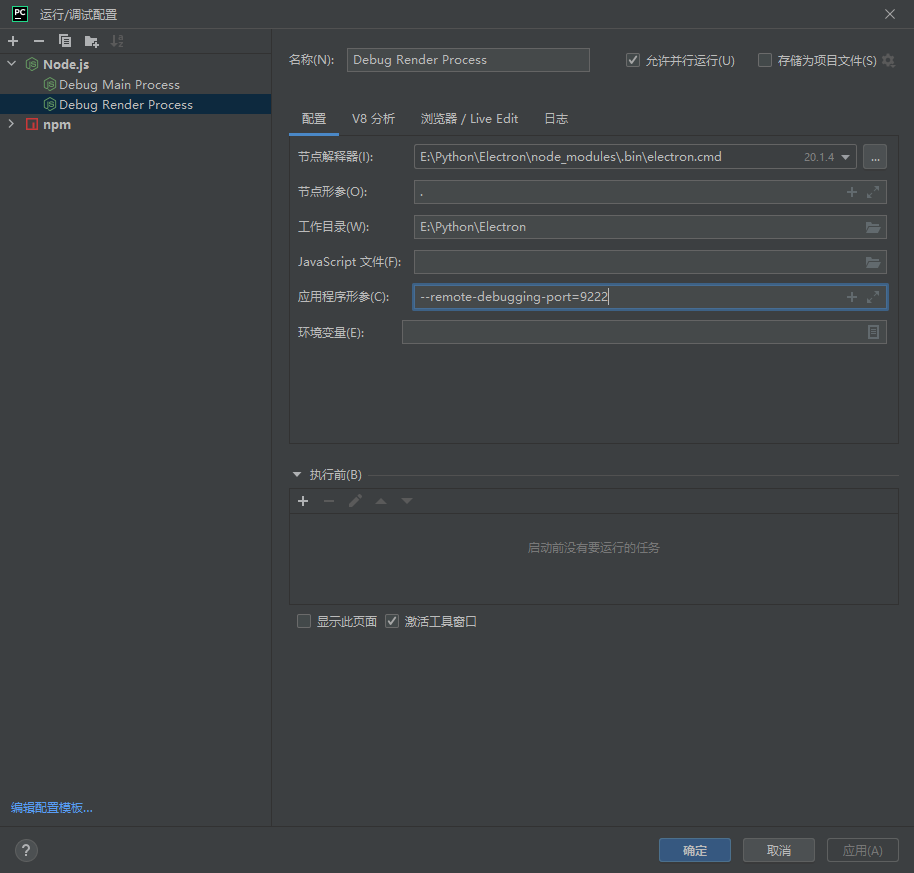 PC 运行/调试配置
Node.js
Debug Main Process
Debug Render Process
npm
编辑配置模板...
名称(N): Debug Render Process 允许并行运行(U) 存储为项目文件(S)
配置 V8 分析 浏览器 / Live Edit 日志
节点解释器(I): E:\Python\Electron\node_modules\.bin\electron.cmd 20.1.4 ...
节点形参(O): .
工作目录(W): E:\Python\Electron
JavaScript 文件(F):
应用程序形参(C): --remote-debugging-port=9222
环境变量(E):
执行前(B)
启动前没有要运行的任务
显示此页面 激活工具窗口
? 确定 取消 应用(A)